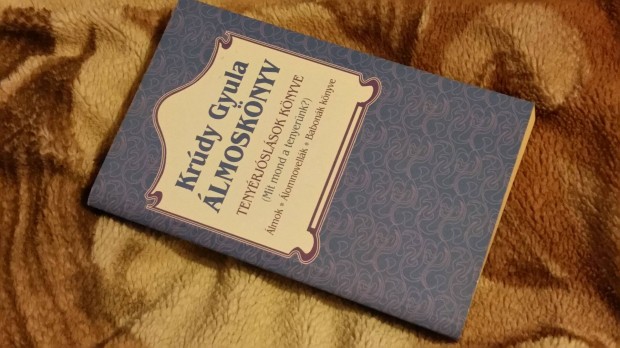 Krúdy Gyula
ÁLMOSKÖNYV
TENYÉRJÓSLÁSOK KÖNYVE
(Mit mond a tenyerünk?)
Álmok * Álomnovellák * Babonák könyve